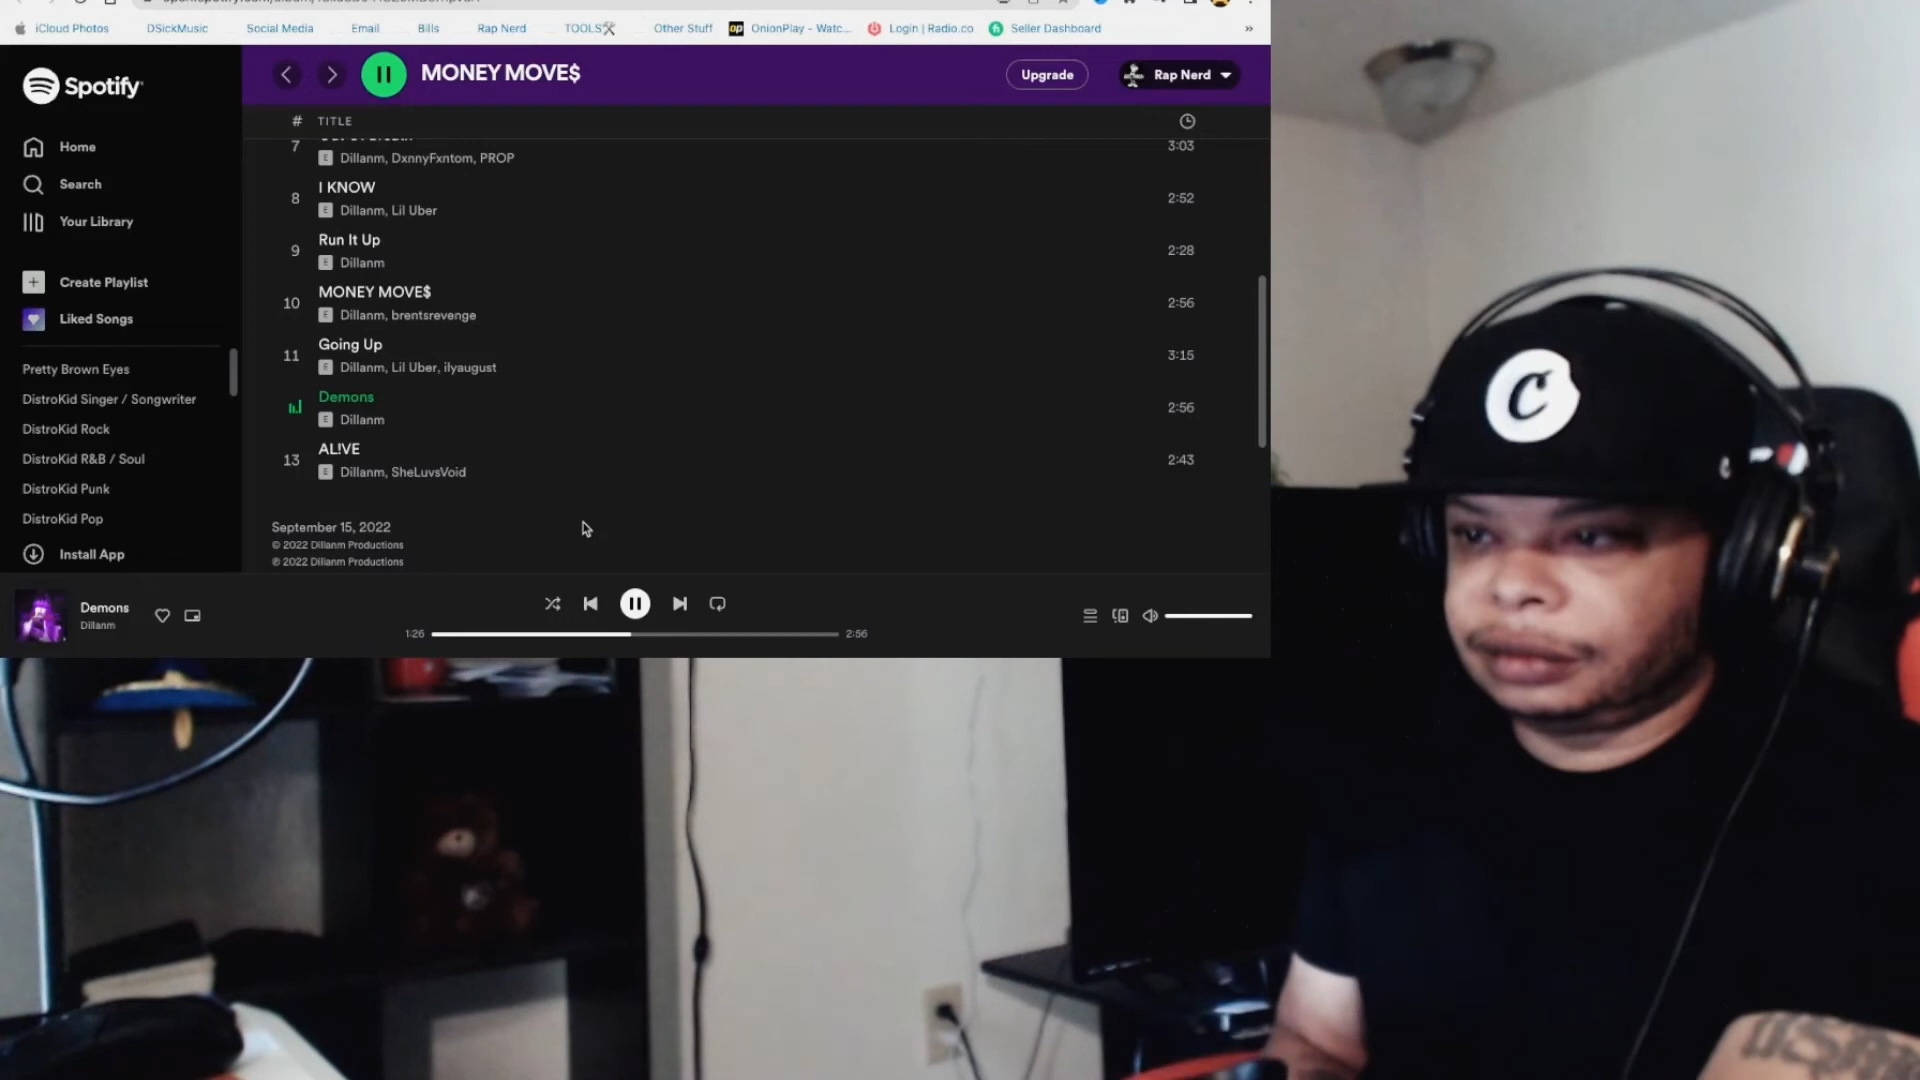 iCloud Photos DSickMusic Social Media Email Bills Rap Nerd TOOLS🛠 Other Stuff OnionPlay - Watc... Login | Radio.co Seller Dashboard »
Spotify
MONEY MOVE$
Upgrade
Rap Nerd
Home
Search
Your Library
Create Playlist
Liked Songs
Pretty Brown Eyes
DistroKid Singer / Songwriter
DistroKid Rock
DistroKid R&B / Soul
DistroKid Punk
DistroKid Pop
Install App
# TITLE
7 3:03
E Dillanm, DxnnyFxntom, PROP
8 I KNOW 2:52
E Dillanm, Lil Uber
9 Run It Up 2:28
E Dillanm
10 MONEY MOVE$ 2:56
E Dillanm, brentsrevenge
11 Going Up 3:15
E Dillanm, Lil Uber, ilyaugust
Demons 2:56
E Dillanm
13 AL!VE 2:43
E Dillanm, SheLuvsVoid
September 15, 2022
© 2022 Dillanm Productions
℗ 2022 Dillanm Productions
Demons
Dillanm
1:26 2:56
C